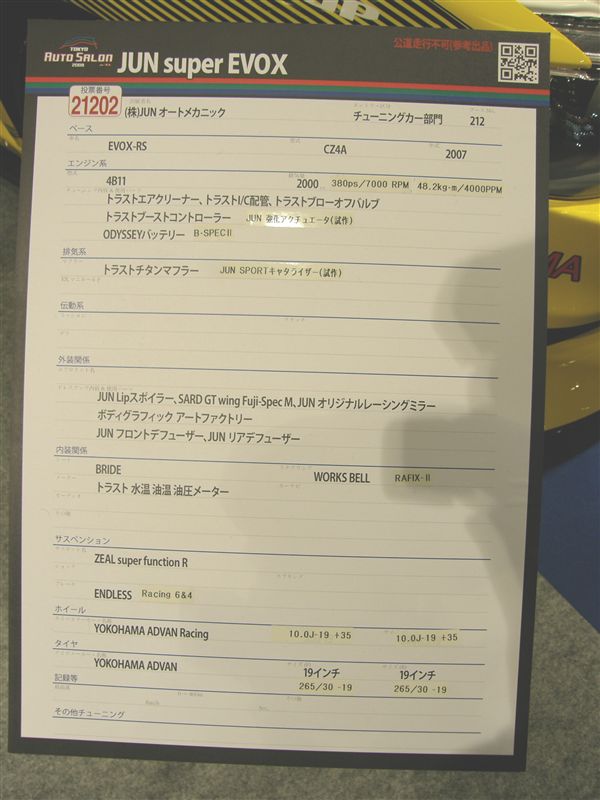 公道走行不可(参考出品)
TOKYO
AUTO SALON
2009
JUN super EVOX
投票番号
21202
(株)JUN オートメカニック
チューニングカー部門
212
ベース
EVOX-RS
CZ4A
2007
エンジン系
4B11
2000
380ps/7000 RPM
48.2kg-m/4000PPM
トラストエアクリーナー、トラストI/C配管、トラストブローオフバルブ
トラストブーストコントローラー JUN 強化アクチュエータ(試作)
ODYSSEYバッテリー B-SPECⅡ
排気系
トラストチタンマフラー JUN SPORTキャタライザー(試作)
伝動系
外装関係
JUN Lipスポイラー、SARD GT wing Fuji-Spec M、JUN オリジナルレーシングミラー
ボディグラフィック アートファクトリー
JUN フロントデフューザー、JUN リアデフューザー
内装関係
BRIDE
WORKS BELL RAFIX-Ⅱ
トラスト 水温 油温 油圧メーター
サスペンション
ZEAL super function R
ENDLESS Racing 6&4
ホイール
YOKOHAMA ADVAN Racing
10.0J-19 +35
10.0J-19 +35
タイヤ
YOKOHAMA ADVAN
19インチ
19インチ
265/30 -19
265/30 -19
記録等
その他チューニング